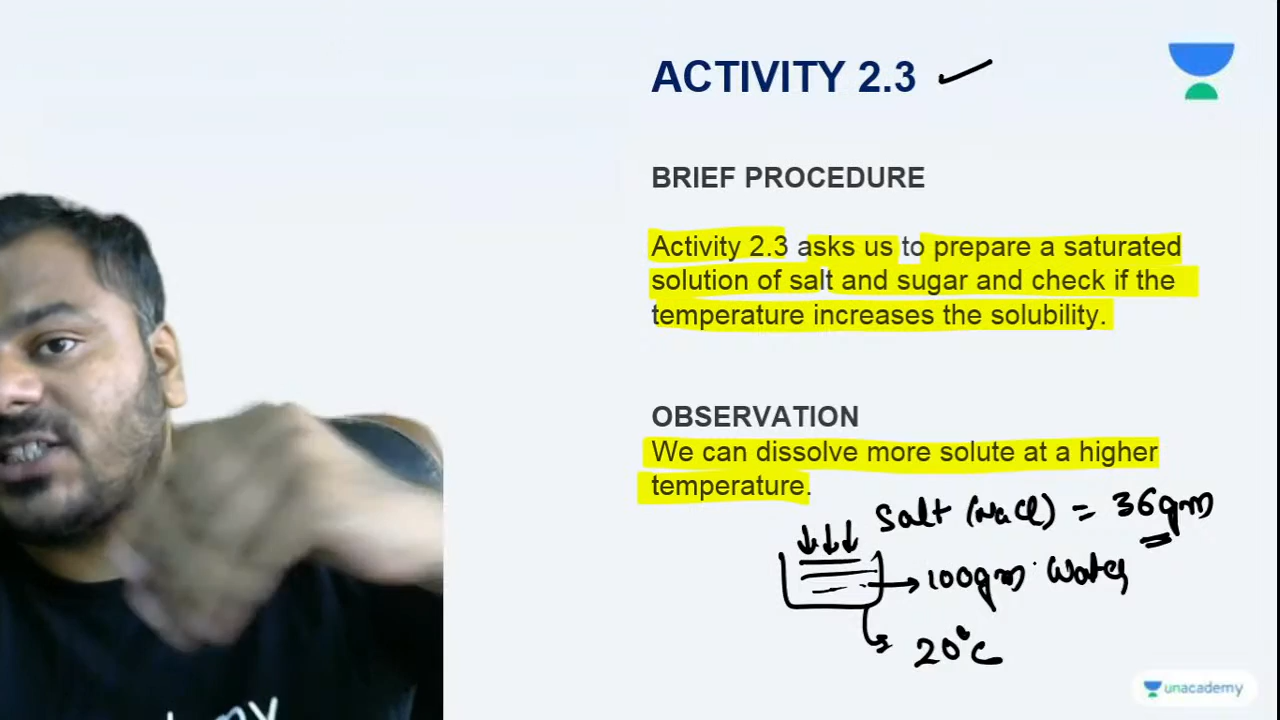 ACTIVITY 2.3
BRIEF PROCEDURE
Activity 2.3 asks us to prepare a saturated
solution of salt and sugar and check if the
temperature increases the solubility.
OBSERVATION
We can dissolve more solute at a higher
temperature.
Salt (NaCl) = 36gm
100gm Water
20°C
unacademy